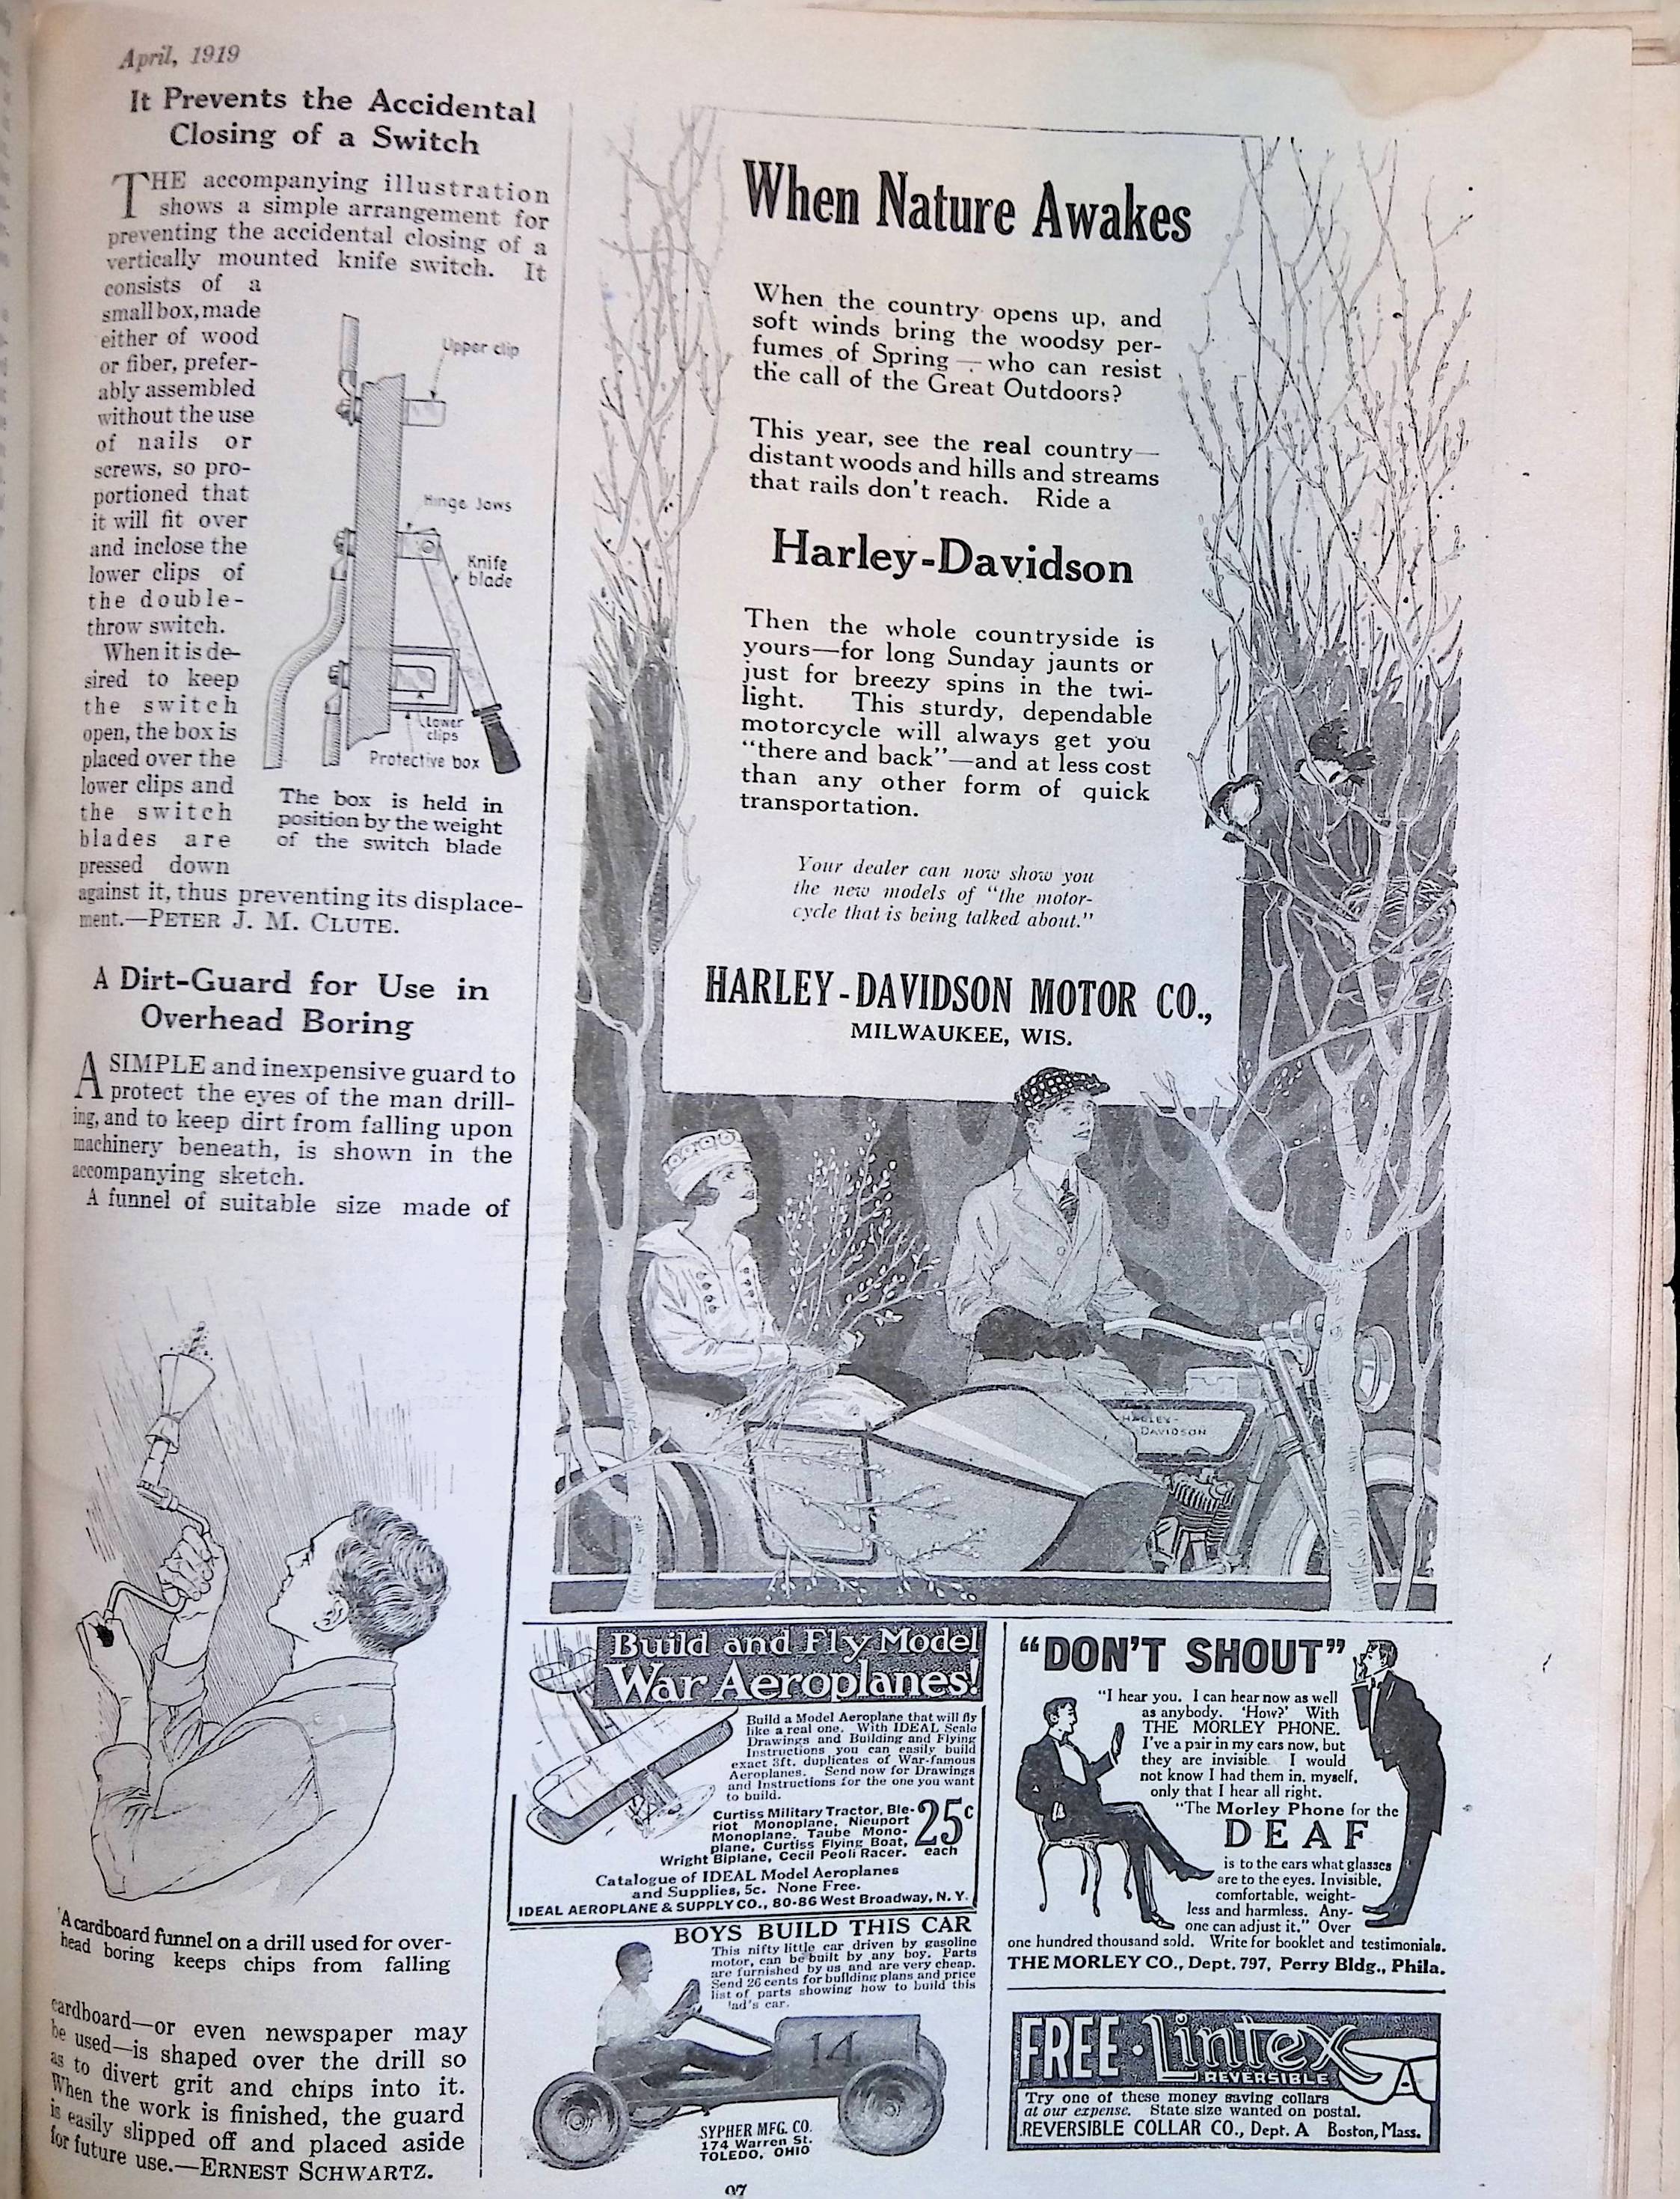 April, 1919
It Prevents the Accidental
Closing of a Switch
THE accompanying illustration
shows a simple arrangement for
preventing the accidental closing of a
vertically mounted knife switch. It
consists of a
small box, made
either of wood
or fiber, prefer-
ably assembled
without the use
of nails or
screws, so pro-
portioned that
it will fit over
and inclose the
lower clips of
the double-
throw switch.
When it is de-
sired to keep
the switch
open, the box is
placed over the
lower clips and
the switch
blades are
pressed down
against it, thus preventing its displace-
ment.—PETER J. M. CLUTE.
Upper clip
Hinge Jaws
Knife
blade
Lower
clips
Protective box
The box is held in
position by the weight
of the switch blade
A Dirt-Guard for Use in
Overhead Boring
A SIMPLE and inexpensive guard to
protect the eyes of the man drill-
ing, and to keep dirt from falling upon
machinery beneath, is shown in the
accompanying sketch.
A funnel of suitable size made of
A cardboard funnel on a drill used for over-
head boring keeps chips from falling
cardboard—or even newspaper may
be used—is shaped over the drill so
as to divert grit and chips into it.
When the work is finished, the guard
is easily slipped off and placed aside
for future use.—ERNEST SCHWARTZ.
When Nature Awakes
When the country opens up, and
soft winds bring the woodsy per-
fumes of Spring—who can resist
the call of the Great Outdoors?
This year, see the real country—
distant woods and hills and streams
that rails don't reach. Ride a
Harley-Davidson
Then the whole countryside is
yours—for long Sunday jaunts or
just for breezy spins in the twi-
light. This sturdy, dependable
motorcycle will always get you
"there and back"—and at less cost
than any other form of quick
transportation.
Your dealer can now show you
the new models of "the motor-
cycle that is being talked about."
HARLEY-DAVIDSON MOTOR CO.,
MILWAUKEE, WIS.
HARLEY-
DAVIDSON
Build and Fly Model
War Aeroplanes!
Build a Model Aeroplane that will fly
like a real one. With IDEAL Scale
Drawings and Building and Flying
Instructions you can easily build
exact 3ft. duplicates of War-famous
Aeroplanes. Send now for Drawings
and Instructions for the one you want
to build.
Curtiss Military Tractor, Ble-
riot Monoplane, Nieuport
Monoplane, Taube Mono-
plane, Curtiss Flying Boat,
Wright Biplane, Cecil Peoli Racer.
25c
each
Catalogue of IDEAL Model Aeroplanes
and Supplies, 5c. None Free.
IDEAL AEROPLANE & SUPPLY CO., 80-86 West Broadway, N. Y.
BOYS BUILD THIS CAR
This nifty little car driven by gasoline
motor, can be built by any boy. Parts
are furnished by us and are very cheap.
Send 26 cents for building plans and price
list of parts showing how to build this
lad's car.
14
SYPHER MFG. CO.
174 Warren St.
TOLEDO, OHIO
"DON'T SHOUT"
"I hear you. I can hear now as well
as anybody. 'How?' With
THE MORLEY PHONE.
I've a pair in my ears now, but
they are invisible. I would
not know I had them in, myself,
only that I hear all right.
"The Morley Phone for the
DEAF
is to the ears what glasses
are to the eyes. Invisible,
comfortable, weight-
less and harmless. Any-
one can adjust it." Over
one hundred thousand sold. Write for booklet and testimonials.
THE MORLEY CO., Dept. 797, Perry Bldg., Phila.
FREE · Lintex
REVERSIBLE
Try one of these money saving collars
at our expense. State size wanted on postal.
REVERSIBLE COLLAR CO., Dept. A Boston, Mass.
97